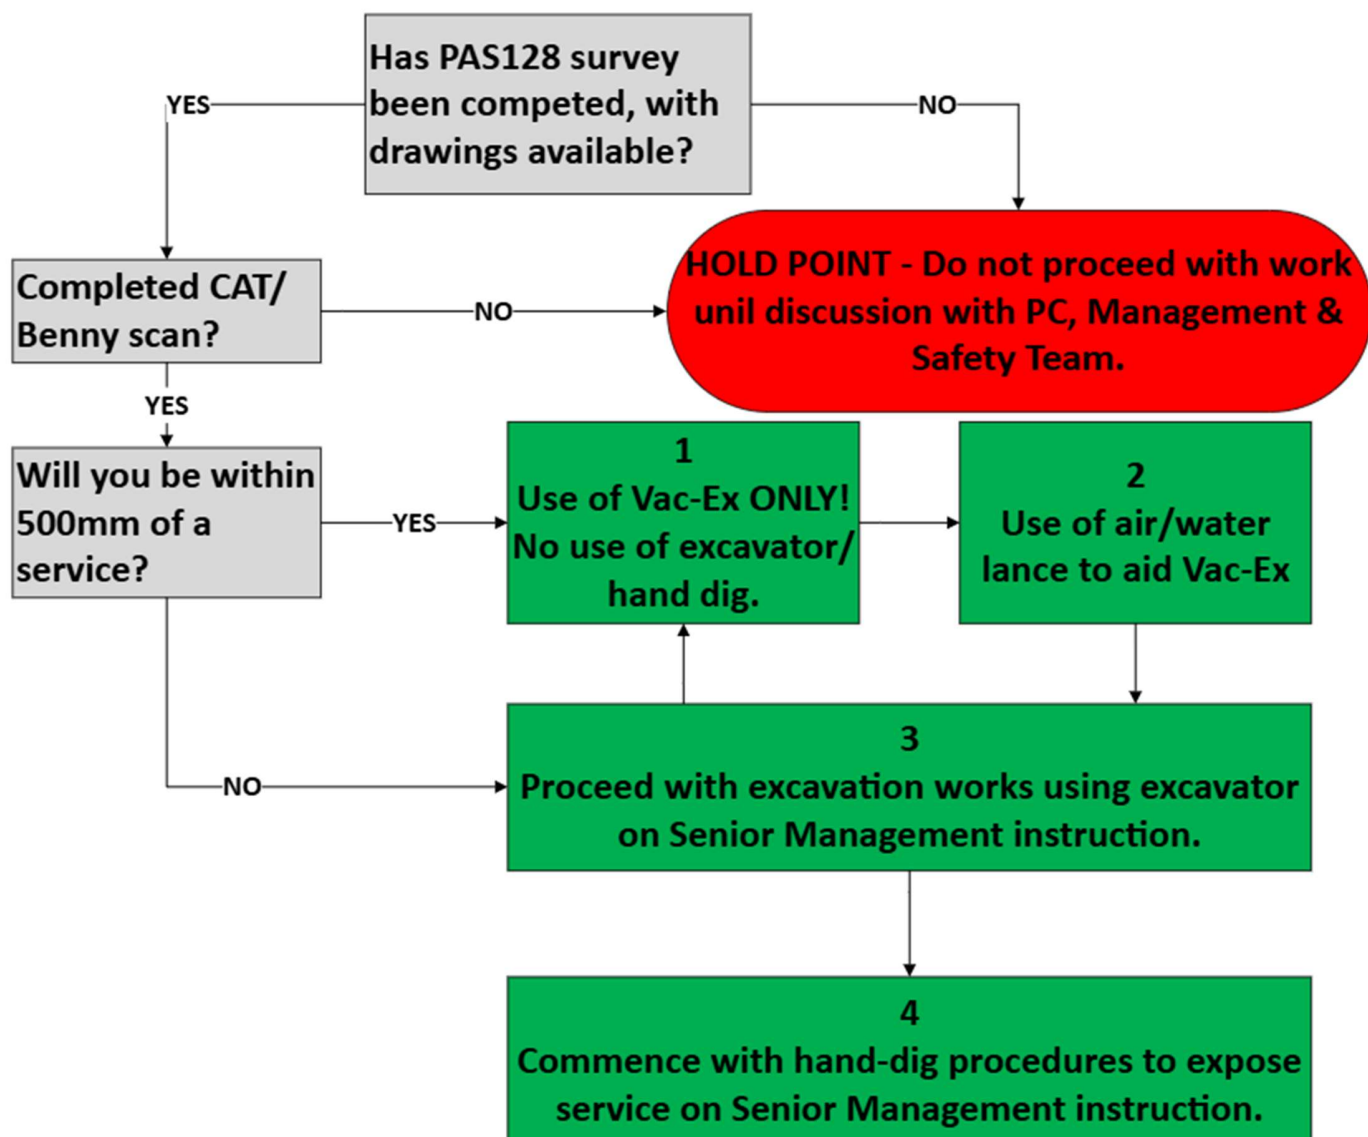 Has PAS128 survey
been competed, with
drawings available?
YES
NO
Completed CAT/
Benny scan?
NO
HOLD POINT - Do not proceed with work
unil discussion with PC, Management &
Safety Team.
YES
Will you be within
500mm of a
service?
YES
1
Use of Vac-Ex ONLY!
No use of excavator/
hand dig.
2
Use of air/water
lance to aid Vac-Ex
NO
3
Proceed with excavation works using excavator
on Senior Management instruction.
4
Commence with hand-dig procedures to expose
service on Senior Management instruction.